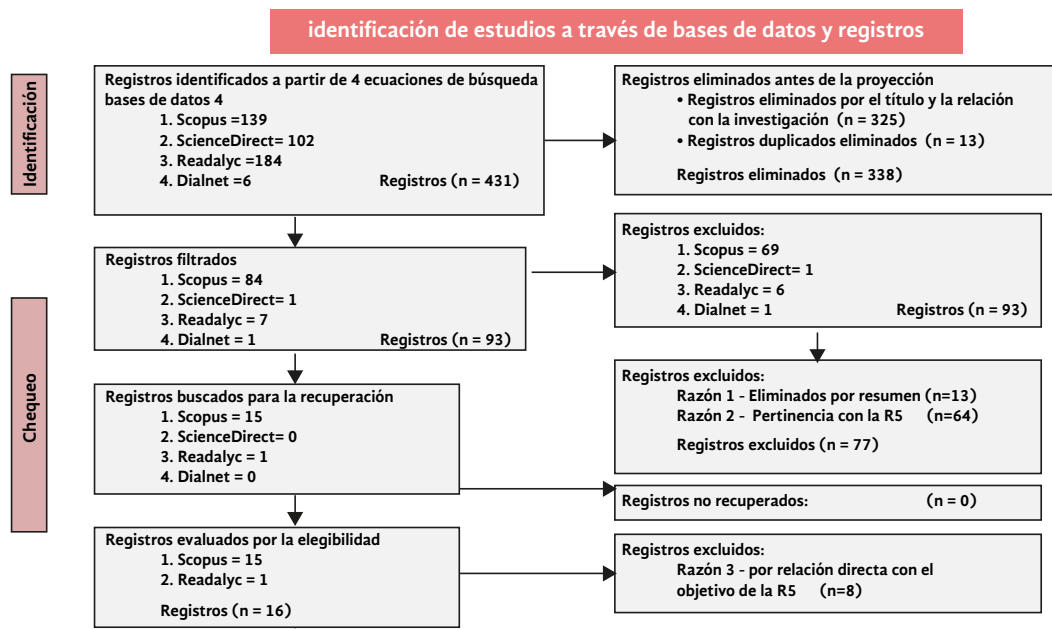 identificación de estudios a través de bases de datos y registros
Identificación
Registros identificados a partir de 4 ecuaciones de búsqueda
bases de datos 4
1. Scopus =139
2. ScienceDirect= 102
3. Readalyc =184
4. Dialnet =6 Registros (n = 431)
Registros eliminados antes de la proyección
• Registros eliminados por el título y la relación
con la investigación (n = 325)
• Registros duplicados eliminados (n = 13)
Registros eliminados (n = 338)
Chequeo
Registros filtrados
1. Scopus = 84
2. ScienceDirect= 1
3. Readalyc = 7
4. Dialnet = 1 Registros (n = 93)
Registros excluidos:
1. Scopus = 69
2. ScienceDirect= 1
3. Readalyc = 6
4. Dialnet = 1 Registros (n = 93)
Registros excluidos:
Razón 1 - Eliminados por resumen (n=13)
Razón 2 - Pertinencia con la R5 (n=64)
Registros excluidos (n = 77)
Registros buscados para la recuperación
1. Scopus = 15
2. ScienceDirect= 0
3. Readalyc = 1
4. Dialnet = 0
Registros no recuperados: (n = 0)
Registros evaluados por la elegibilidad
1. Scopus = 15
2. Readalyc = 1
Registros (n = 16)
Registros excluidos:
Razón 3 - por relación directa con el
objetivo de la R5 (n=8)